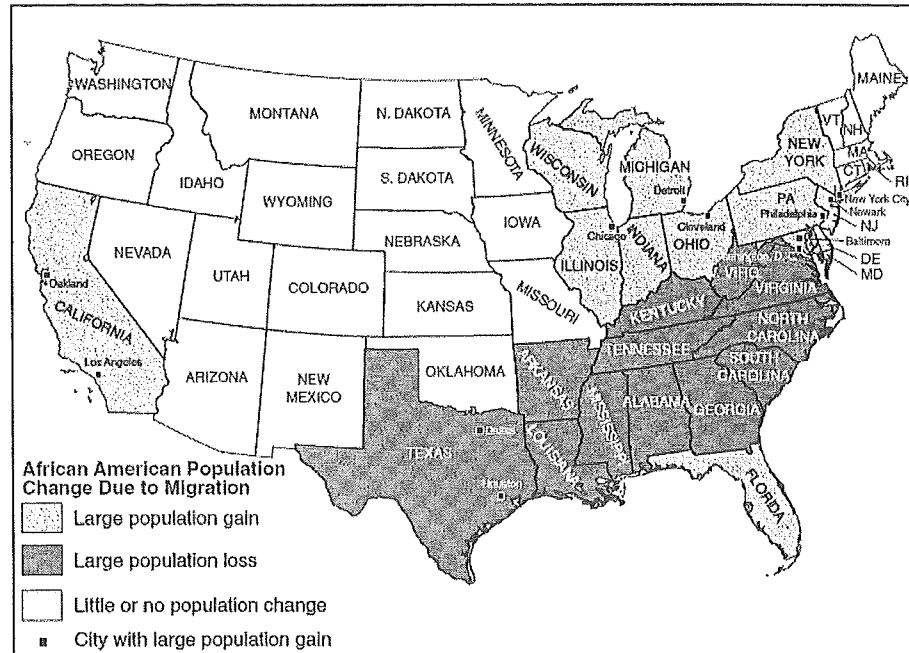 WASHINGTON
OREGON
IDAHO
MONTANA
WYOMING
N. DAKOTA
S. DAKOTA
NEBRASKA
KANSAS
NEVADA
UTAH
COLORADO
CALIFORNIA
Oakland
Los Angeles
ARIZONA
NEW
MEXICO
OKLAHOMA
TEXAS
Dallas
Houston
MINNESOTA
IOWA
MISSOURI
ARKANSAS
LOUISIANA
WISCONSIN
ILLINOIS
Chicago
MICHIGAN
Detroit
INDIANA
OHIO
Cleveland
KENTUCKY
TENNESSEE
MISSISSIPPI
ALABAMA
GEORGIA
FLORIDA
SOUTH
CAROLINA
NORTH
CAROLINA
VIRGINIA
Washington D.C.
PA
Philadelphia
NEW
YORK
VT
NH
MAINE
MA
CT
RI
New York City
Newark
NJ
Baltimore
DE
MD
African American Population
Change Due to Migration
Large population gain
Large population loss
Little or no population change
City with large population gain